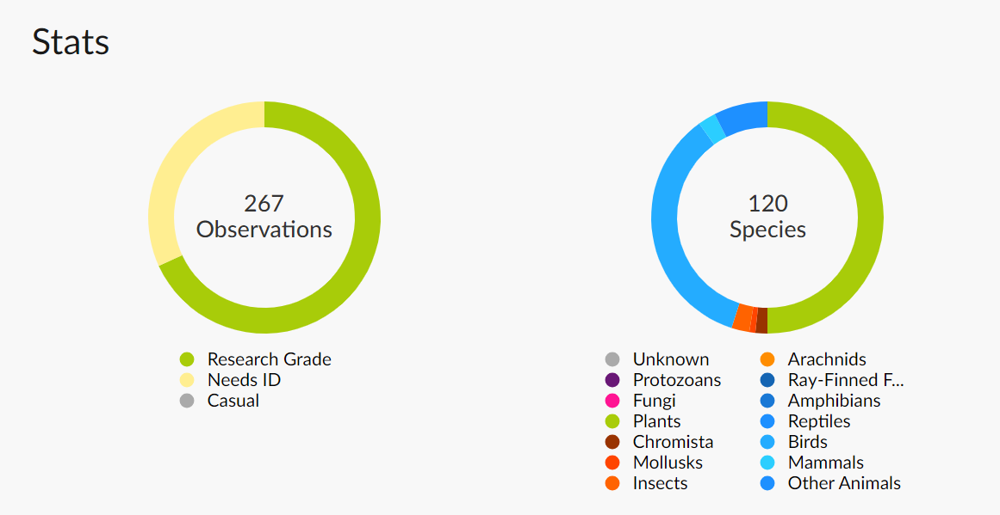 Stats
267
Observations
Research Grade
Needs ID
Casual
120
Species
Unknown
Protozoans
Fungi
Plants
Chromista
Mollusks
Insects
Arachnids
Ray-Finned F...
Amphibians
Reptiles
Birds
Mammals
Other Animals